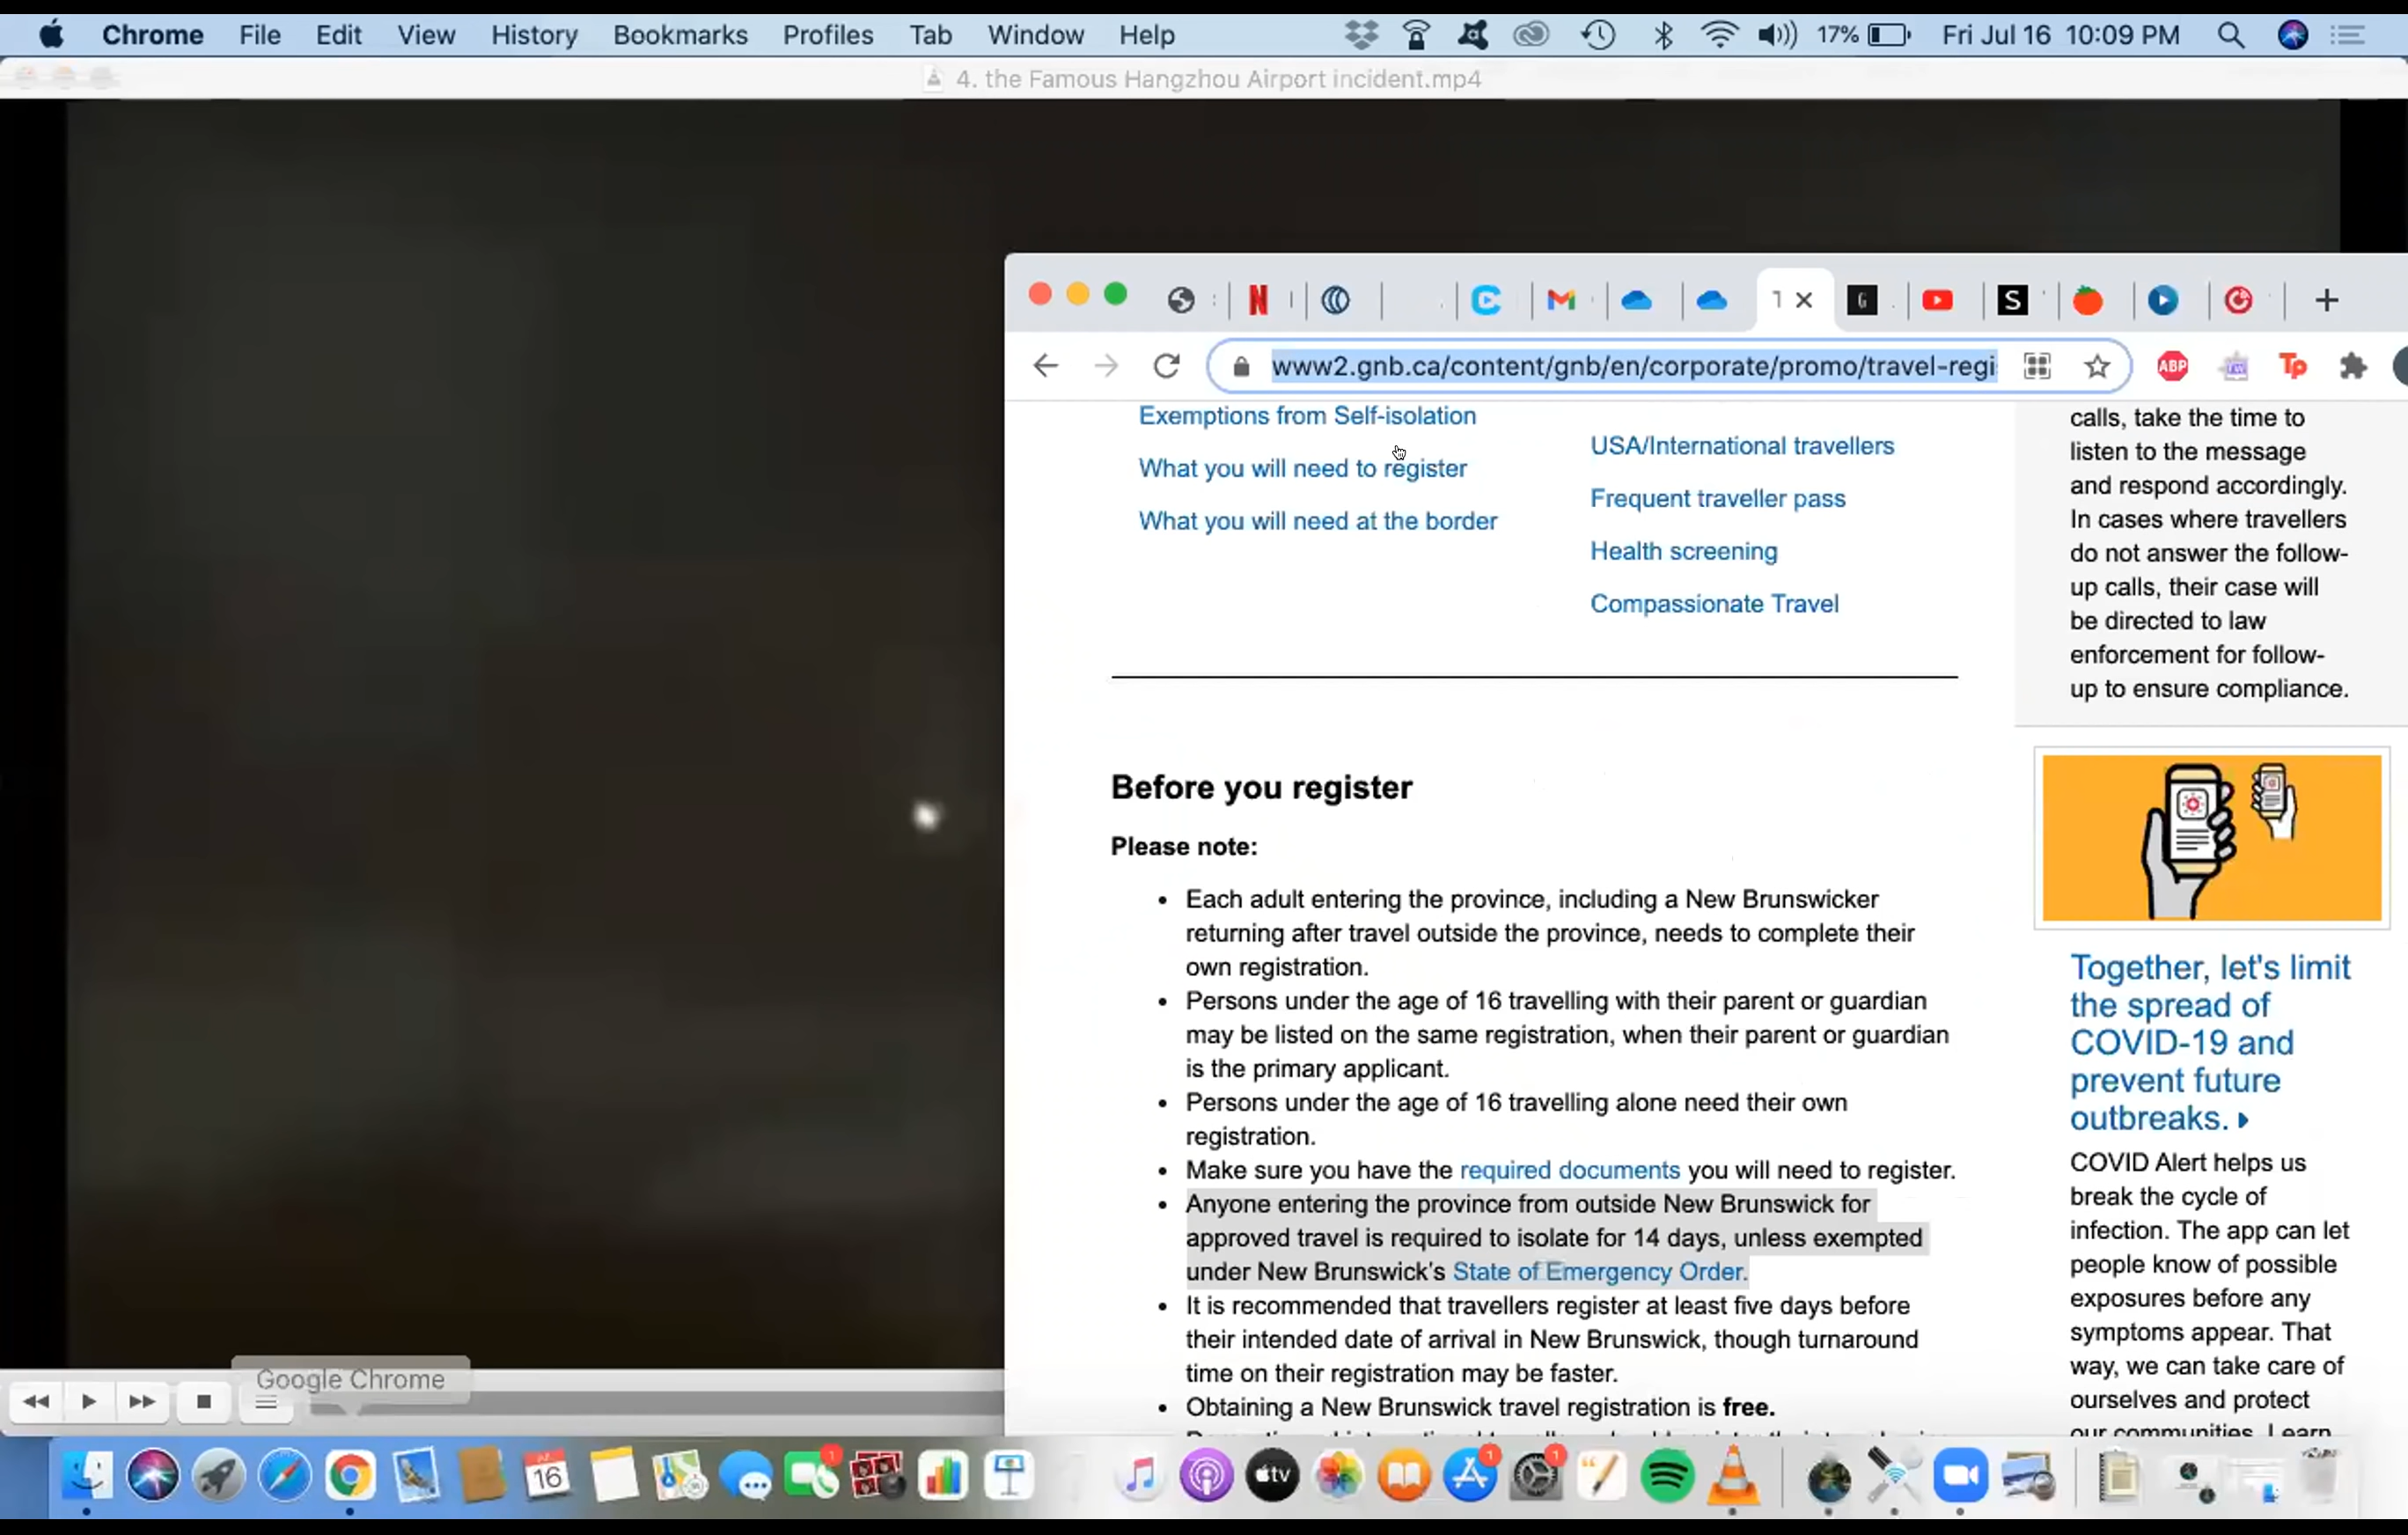 Chrome File Edit View History Bookmarks Profiles Tab Window Help 17% Fri Jul 16 10:09 PM
4. the Famous Hangzhou Airport incident.mp4
www2.gnb.ca/content/gnb/en/corporate/promo/travel-regi
ABP
Tp
Exemptions from Self-isolation
What you will need to register
What you will need at the border
USA/International travellers
Frequent traveller pass
Health screening
Compassionate Travel
Before you register
Please note:
• Each adult entering the province, including a New Brunswicker
returning after travel outside the province, needs to complete their
own registration.
• Persons under the age of 16 travelling with their parent or guardian
may be listed on the same registration, when their parent or guardian
is the primary applicant.
• Persons under the age of 16 travelling alone need their own
registration.
• Make sure you have the required documents you will need to register.
• Anyone entering the province from outside New Brunswick for
approved travel is required to isolate for 14 days, unless exempted
under New Brunswick's State of Emergency Order.
• It is recommended that travellers register at least five days before
their intended date of arrival in New Brunswick, though turnaround
time on their registration may be faster.
• Obtaining a New Brunswick travel registration is free.
calls, take the time to
listen to the message
and respond accordingly.
In cases where travellers
do not answer the follow-
up calls, their case will
be directed to law
enforcement for follow-
up to ensure compliance.
Together, let's limit
the spread of
COVID-19 and
prevent future
outbreaks.
COVID Alert helps us
break the cycle of
infection. The app can let
people know of possible
exposures before any
symptoms appear. That
way, we can take care of
ourselves and protect
our communities. Learn
Google Chrome
16
tv